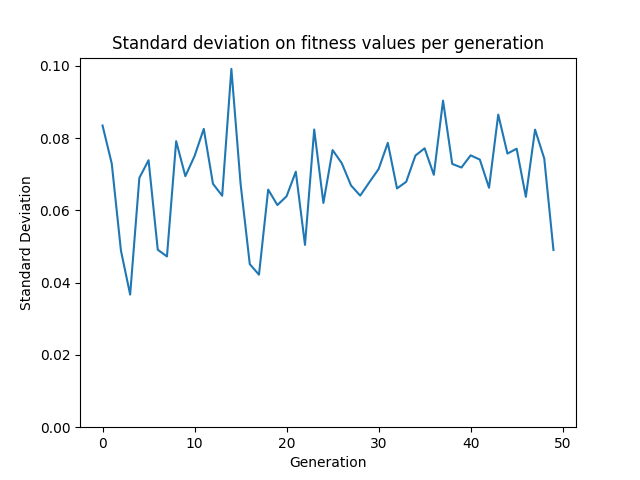 Standard deviation on fitness values per generation
0.10
0.08
0.06
0.04
0.02
0.00
Standard Deviation
0 10 20 30 40 50
Generation